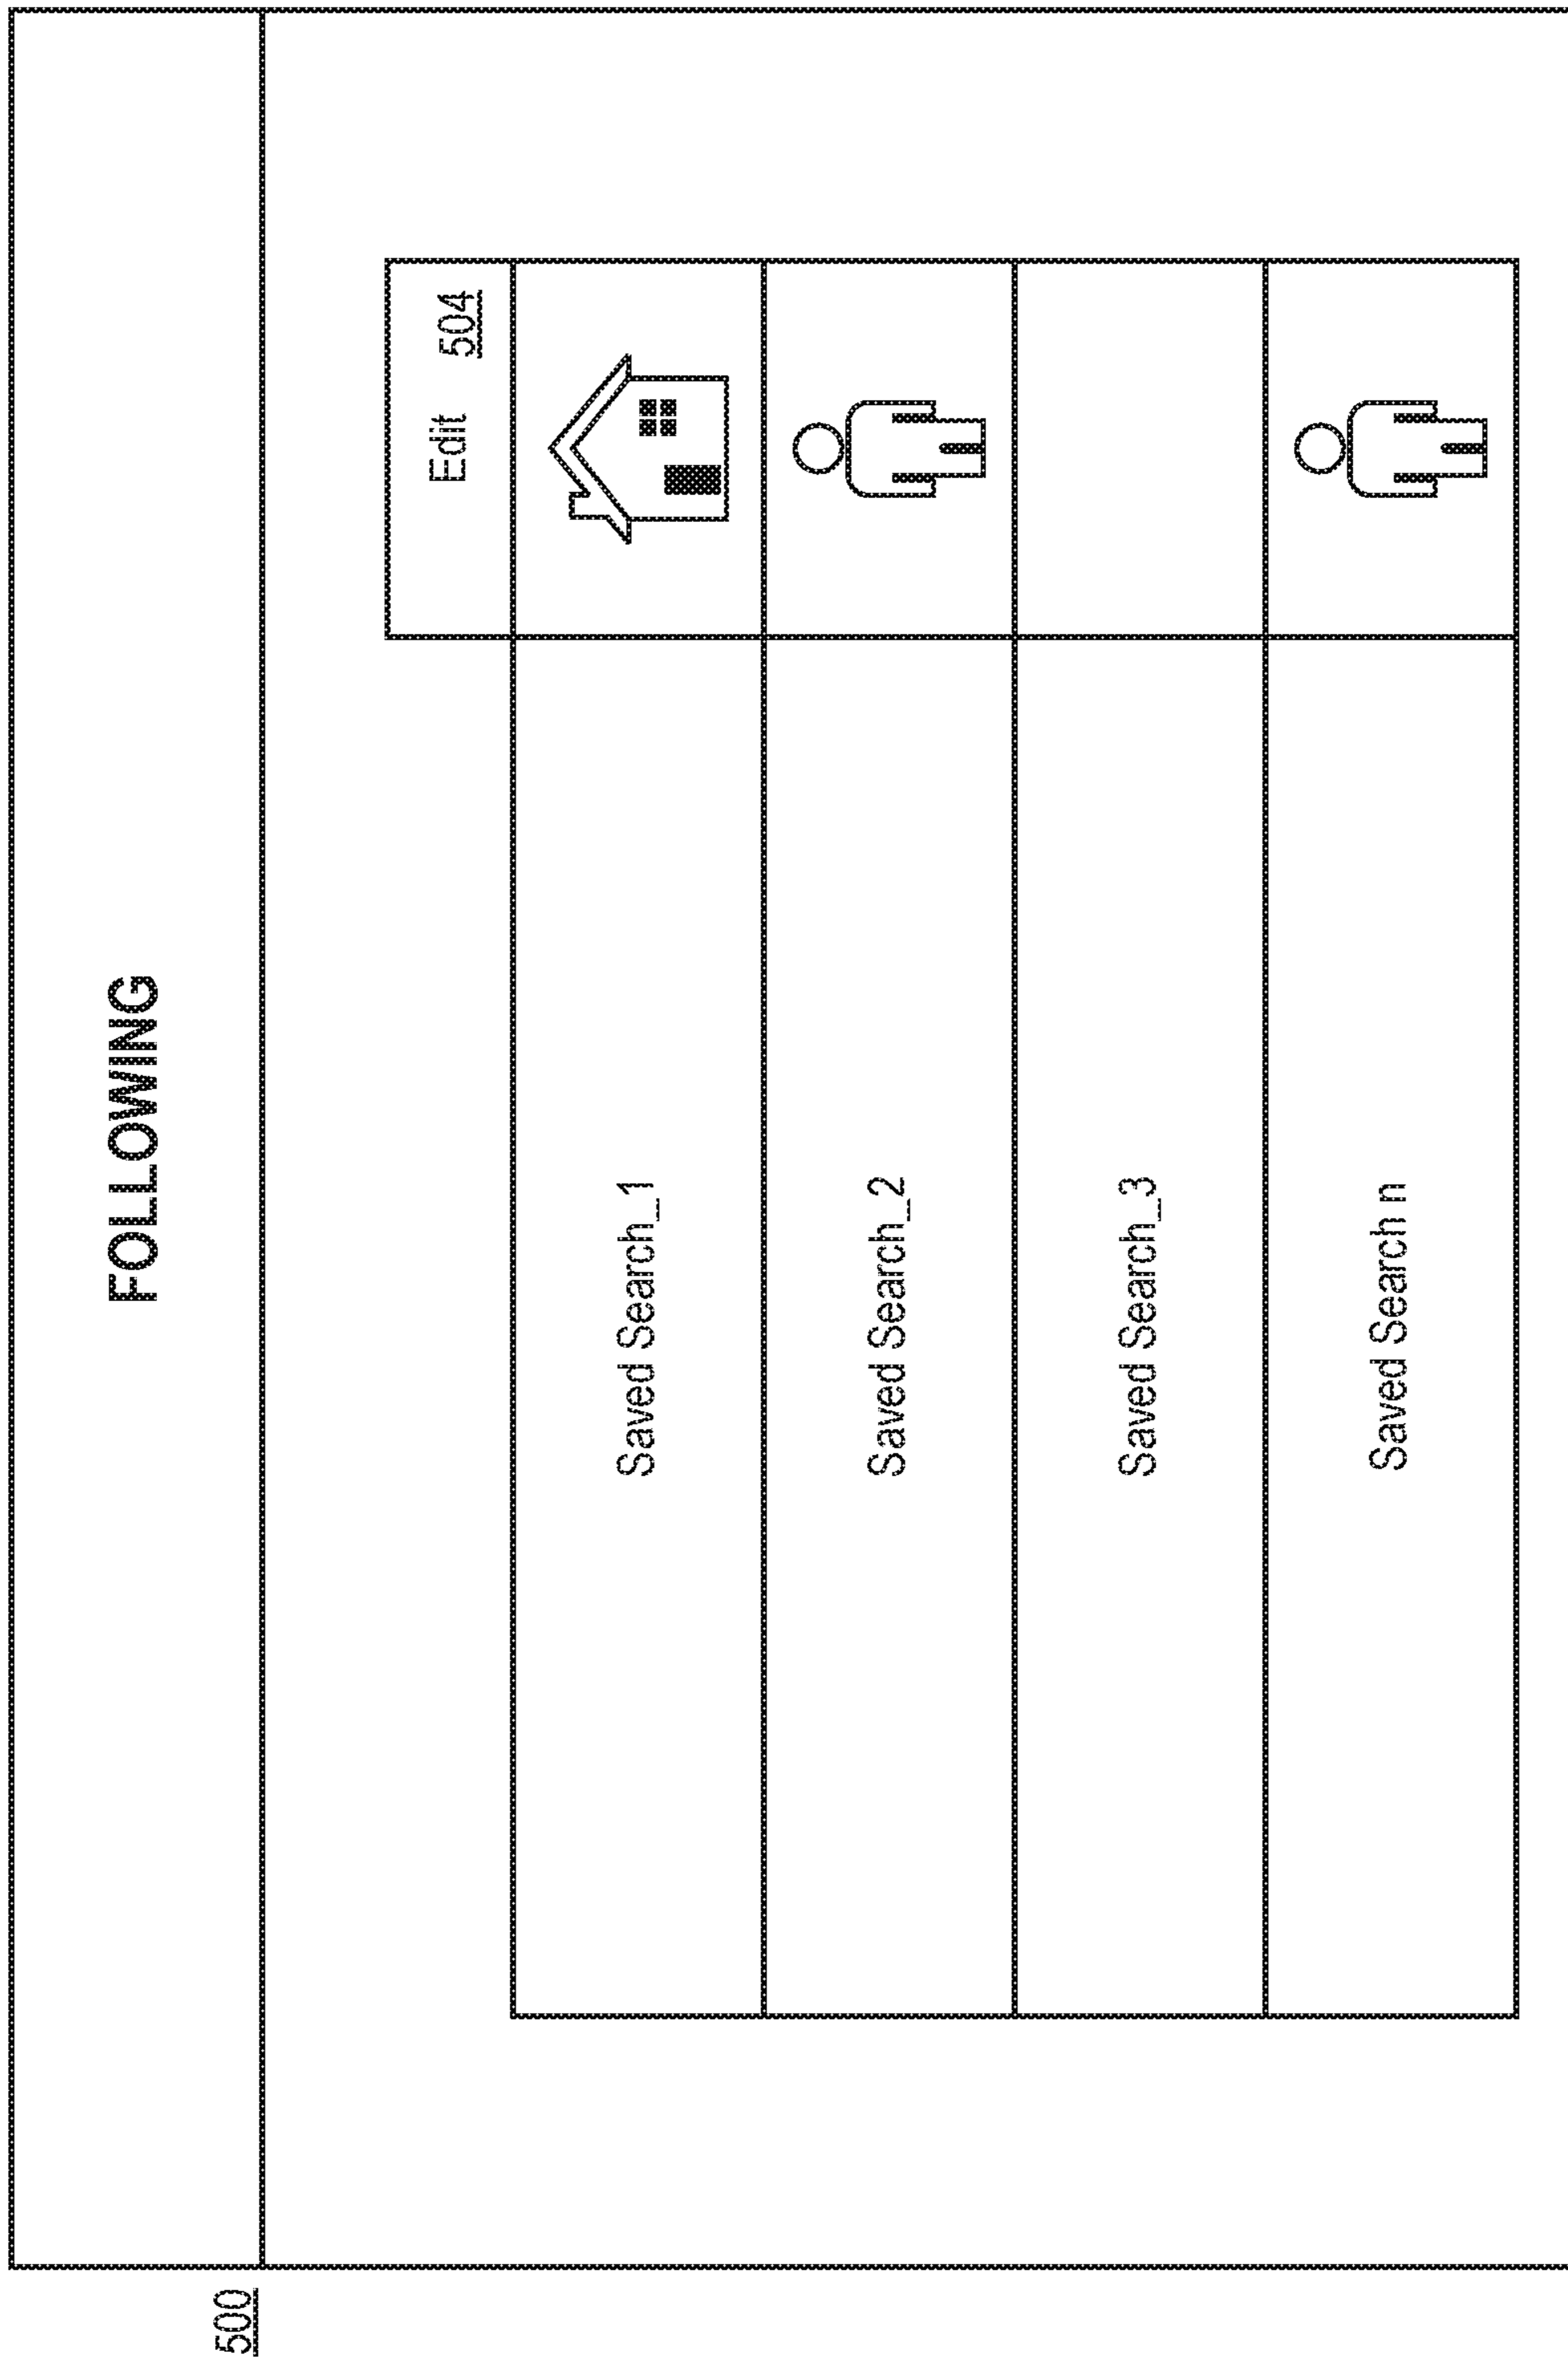 500
FOLLOWING
Edit 504
Saved Search_1
Saved Search_2
Saved Search_3
Saved Search n